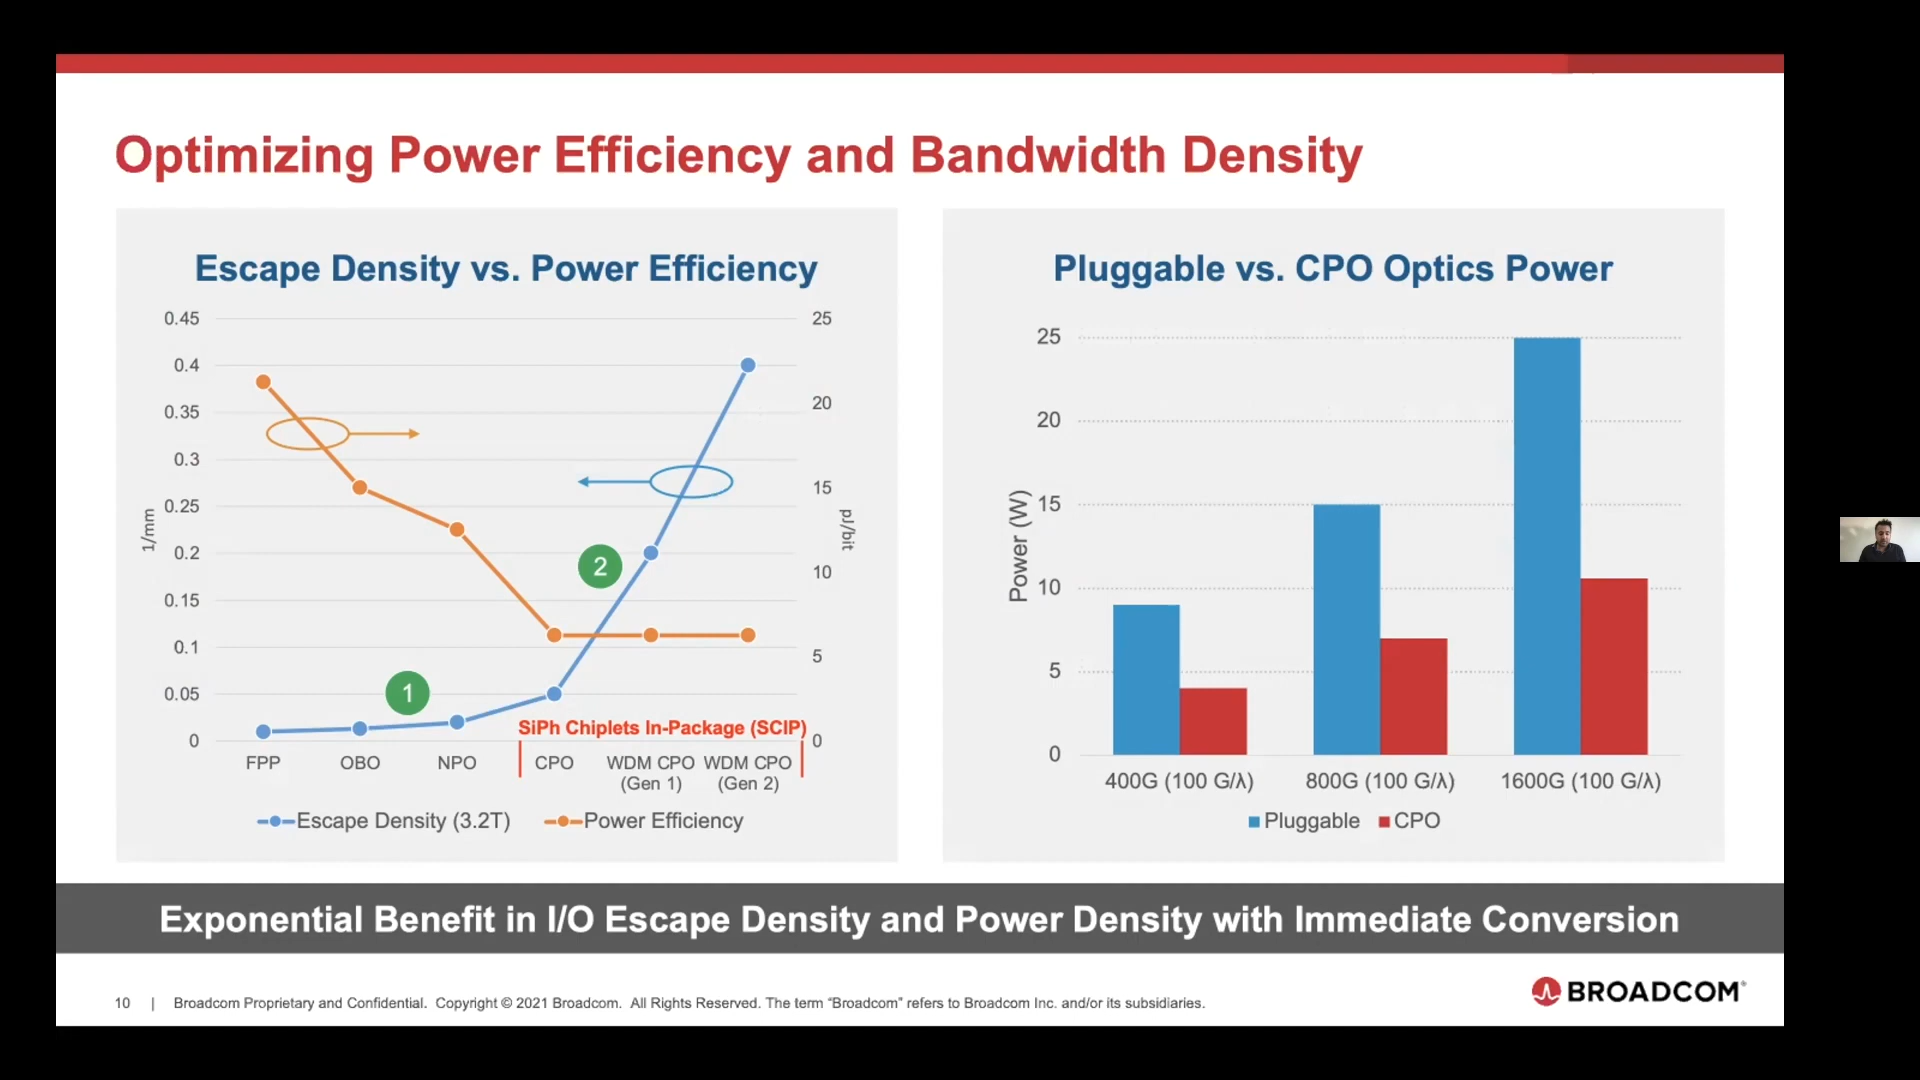 Optimizing Power Efficiency and Bandwidth Density
Escape Density vs. Power Efficiency
0.45
0.4
0.35
0.3
0.25
0.2
0.15
0.1
0.05
0
1/mm
25
20
15
10
5
0
pJ/bit
1
2
SiPh Chiplets In-Package (SCIP)
FPP
OBO
NPO
CPO
WDM CPO
(Gen 1)
WDM CPO
(Gen 2)
Escape Density (3.2T)
Power Efficiency
Pluggable vs. CPO Optics Power
25
20
15
10
5
0
Power (W)
400G (100 G/λ)
800G (100 G/λ)
1600G (100 G/λ)
Pluggable
CPO
Exponential Benefit in I/O Escape Density and Power Density with Immediate Conversion
10 | Broadcom Proprietary and Confidential. Copyright © 2021 Broadcom. All Rights Reserved. The term “Broadcom” refers to Broadcom Inc. and/or its subsidiaries.
BROADCOM®